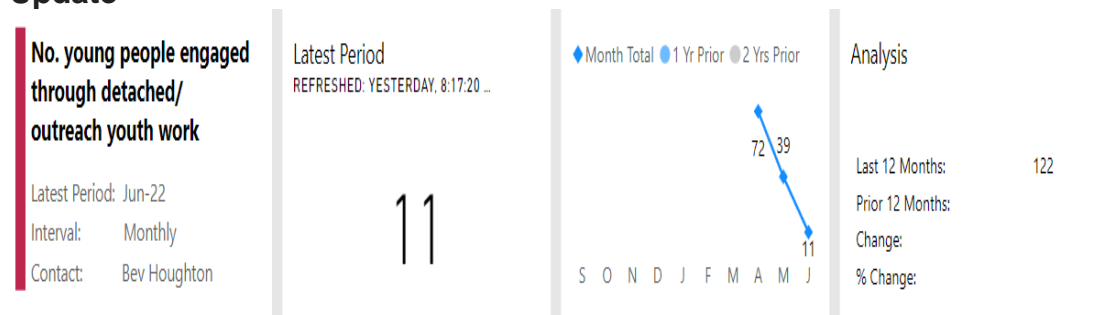 Update
No. young people engaged
through detached/
outreach youth work
Latest Period: Jun-22
Interval: Monthly
Contact: Bev Houghton
Latest Period
REFRESHED: YESTERDAY, 8:17:20 ...
11
Month Total 1 Yr Prior 2 Yrs Prior
72 39
11
S O N D J F M A M J
Analysis
Last 12 Months: 122
Prior 12 Months:
Change:
% Change: